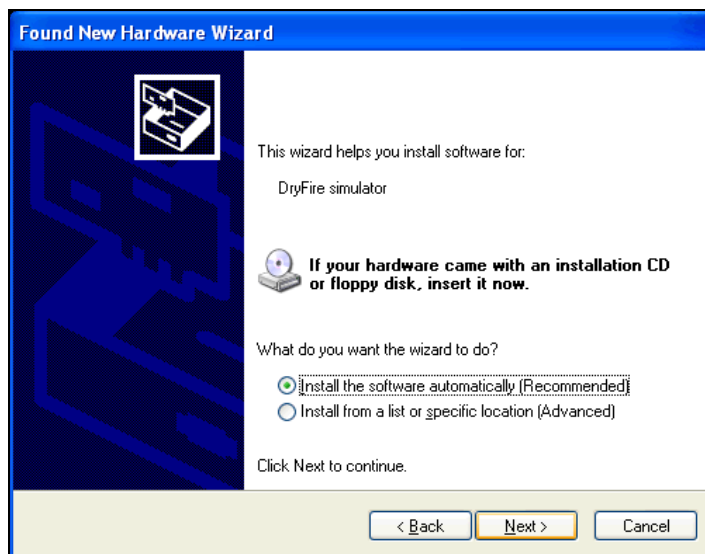 Found New Hardware Wizard
This wizard helps you install software for:
DryFire simulator
If your hardware came with an installation CD
or floppy disk, insert it now.
What do you want the wizard to do?
Install the software automatically (Recommended)
Install from a list or specific location (Advanced)
Click Next to continue.
< Back Next > Cancel